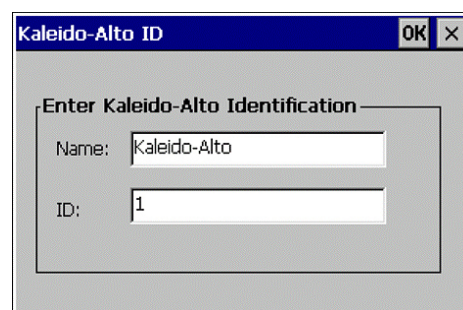 Kaleido-Alto ID OK ×
Enter Kaleido-Alto Identification
Name: Kaleido-Alto
ID: 1